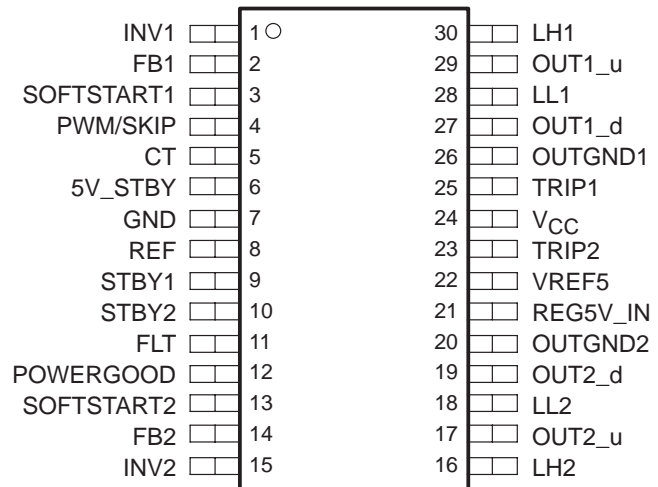 INV1 1 30 LH1
FB1 2 29 OUT1_u
SOFTSTART1 3 28 LL1
PWM/SKIP 4 27 OUT1_d
CT 5 26 OUTGND1
5V_STBY 6 25 TRIP1
GND 7 24 VCC
REF 8 23 TRIP2
STBY1 9 22 VREF5
STBY2 10 21 REG5V_IN
FLT 11 20 OUTGND2
POWERGOOD 12 19 OUT2_d
SOFTSTART2 13 18 LL2
FB2 14 17 OUT2_u
INV2 15 16 LH2